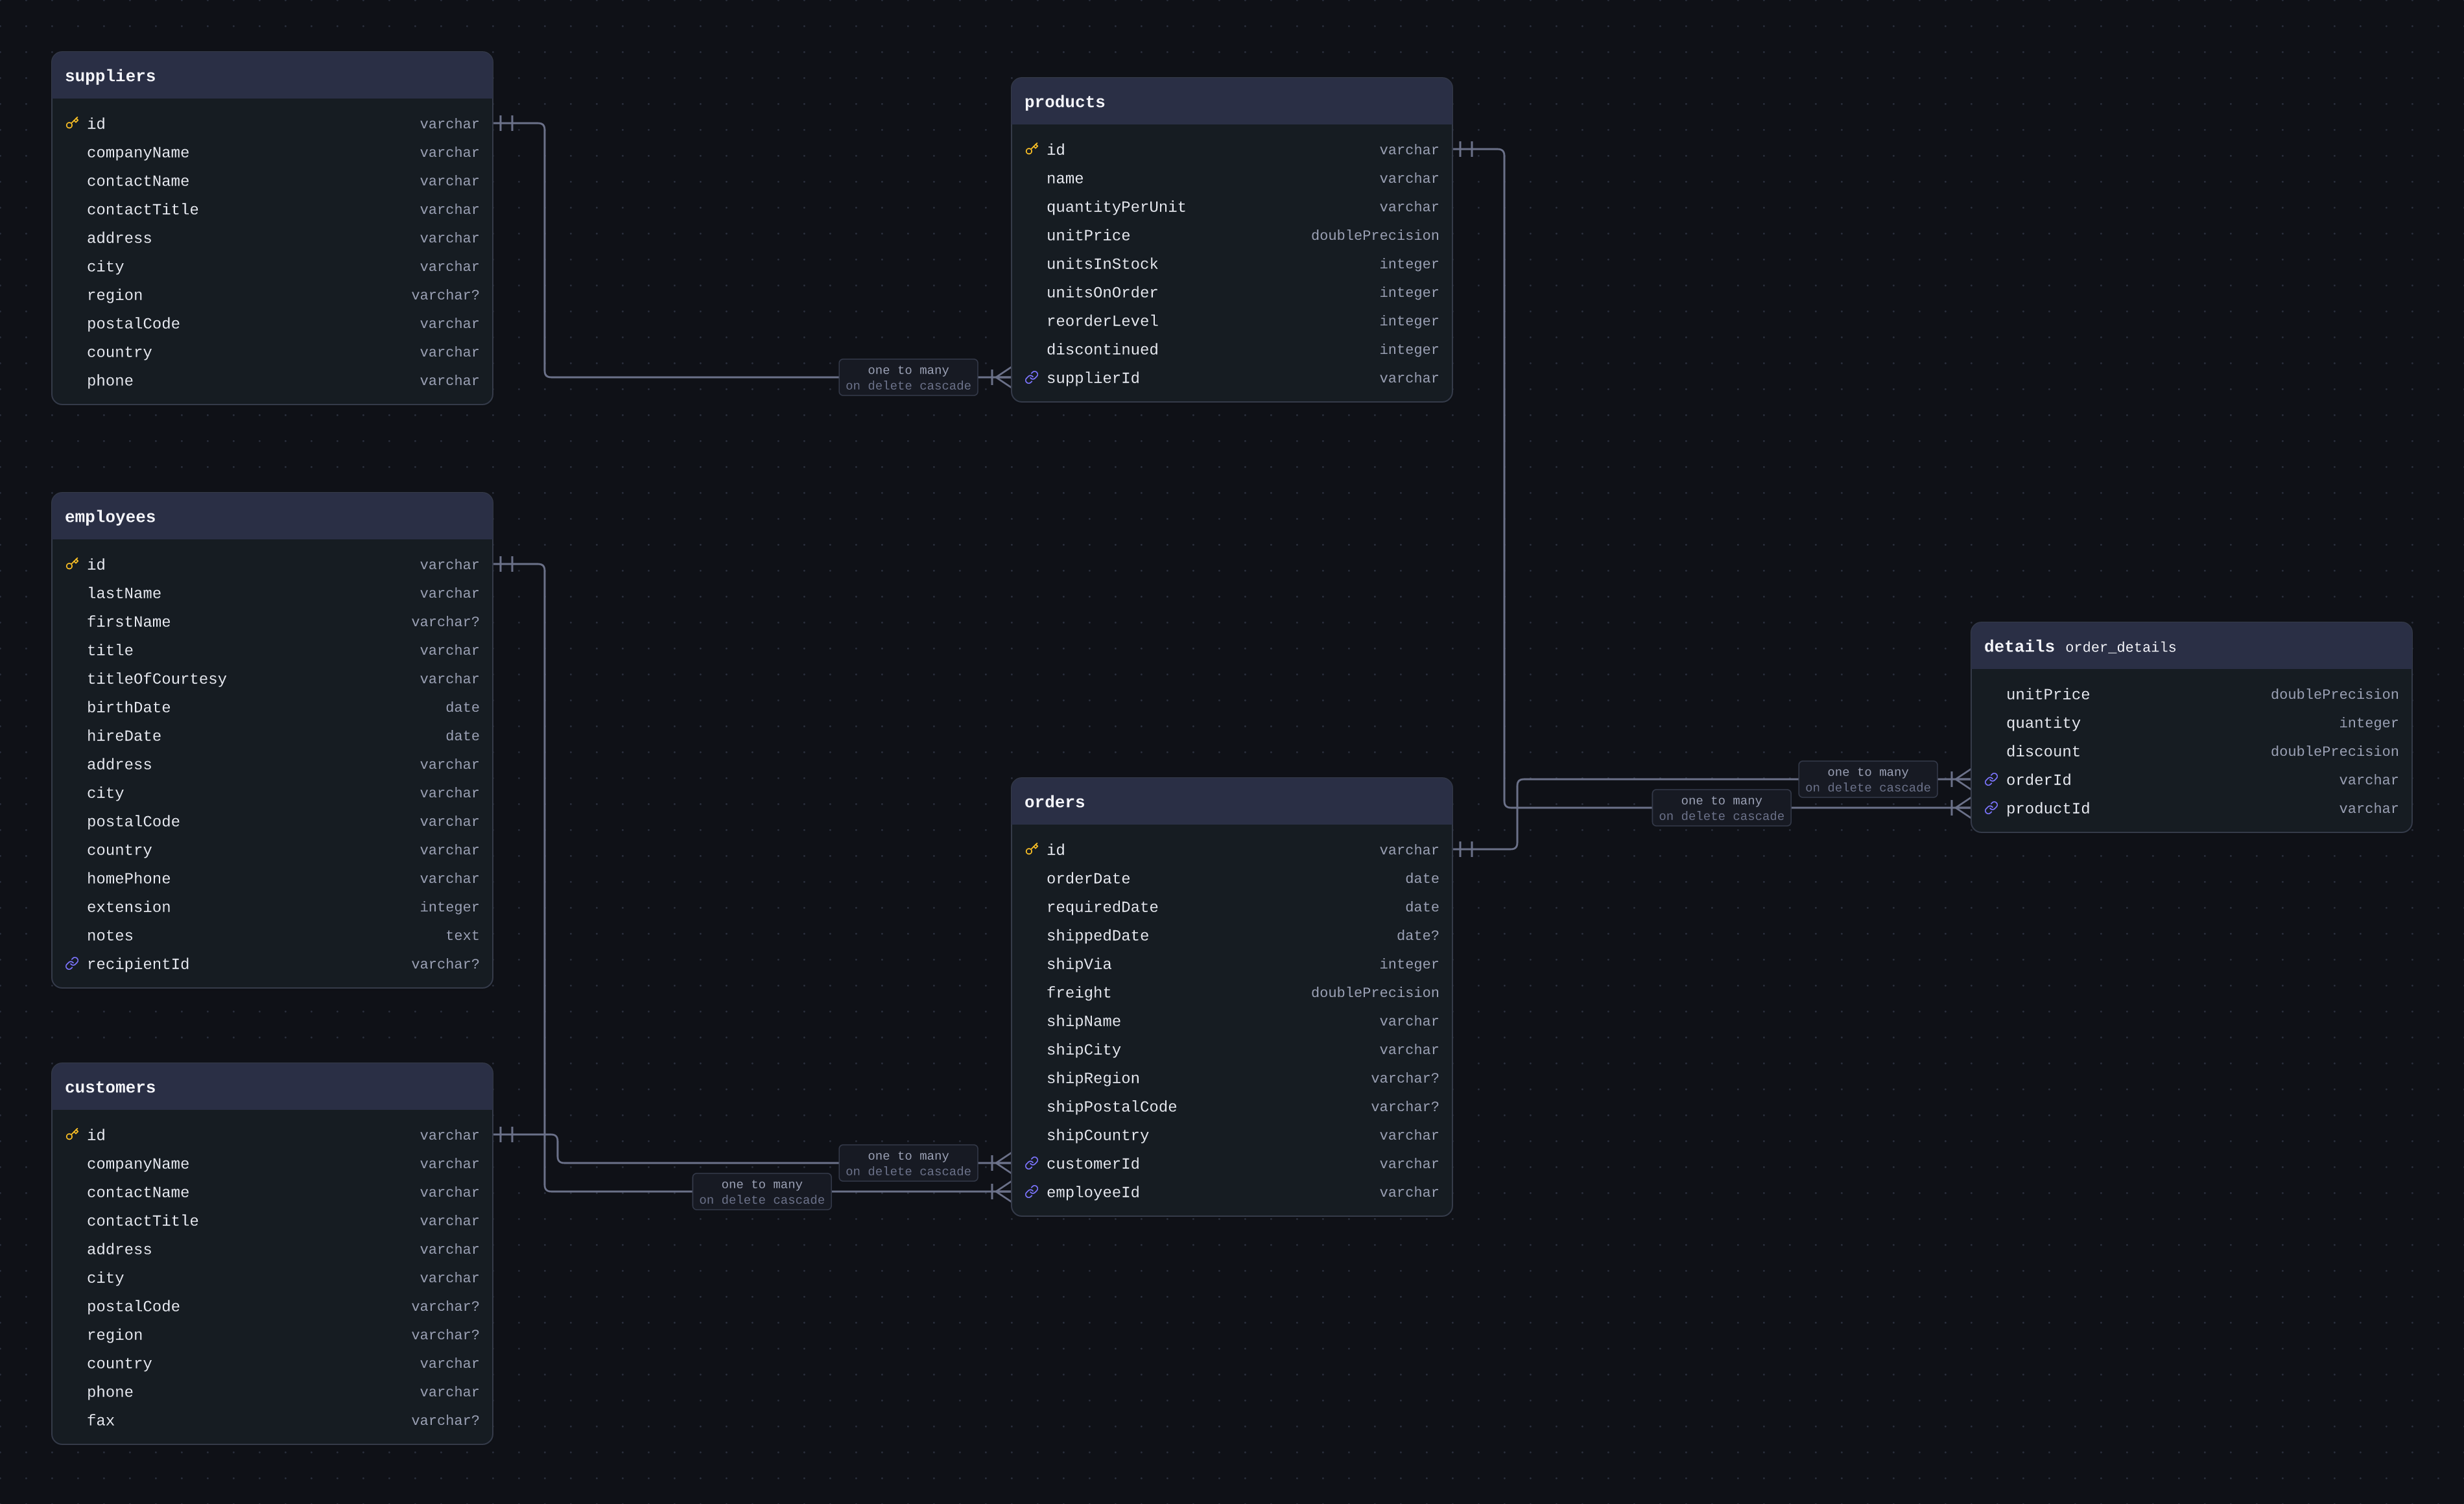 suppliers
id varchar
companyName varchar
contactName varchar
contactTitle varchar
address varchar
city varchar
region varchar?
postalCode varchar
country varchar
phone varchar
products
id varchar
name varchar
quantityPerUnit varchar
unitPrice doublePrecision
unitsInStock integer
unitsOnOrder integer
reorderLevel integer
discontinued integer
supplierId varchar
one to many
on delete cascade
employees
id varchar
lastName varchar
firstName varchar?
title varchar
titleOfCourtesy varchar
birthDate date
hireDate date
address varchar
city varchar
postalCode varchar
country varchar
homePhone varchar
extension integer
notes text
recipientId varchar?
details order_details
unitPrice doublePrecision
quantity integer
discount doublePrecision
orderId varchar
productId varchar
one to many
on delete cascade
one to many
on delete cascade
orders
id varchar
orderDate date
requiredDate date
shippedDate date?
shipVia integer
freight doublePrecision
shipName varchar
shipCity varchar
shipRegion varchar?
shipPostalCode varchar?
shipCountry varchar
customerId varchar
employeeId varchar
one to many
on delete cascade
one to many
on delete cascade
customers
id varchar
companyName varchar
contactName varchar
contactTitle varchar
address varchar
city varchar
postalCode varchar?
region varchar?
country varchar
phone varchar
fax varchar?